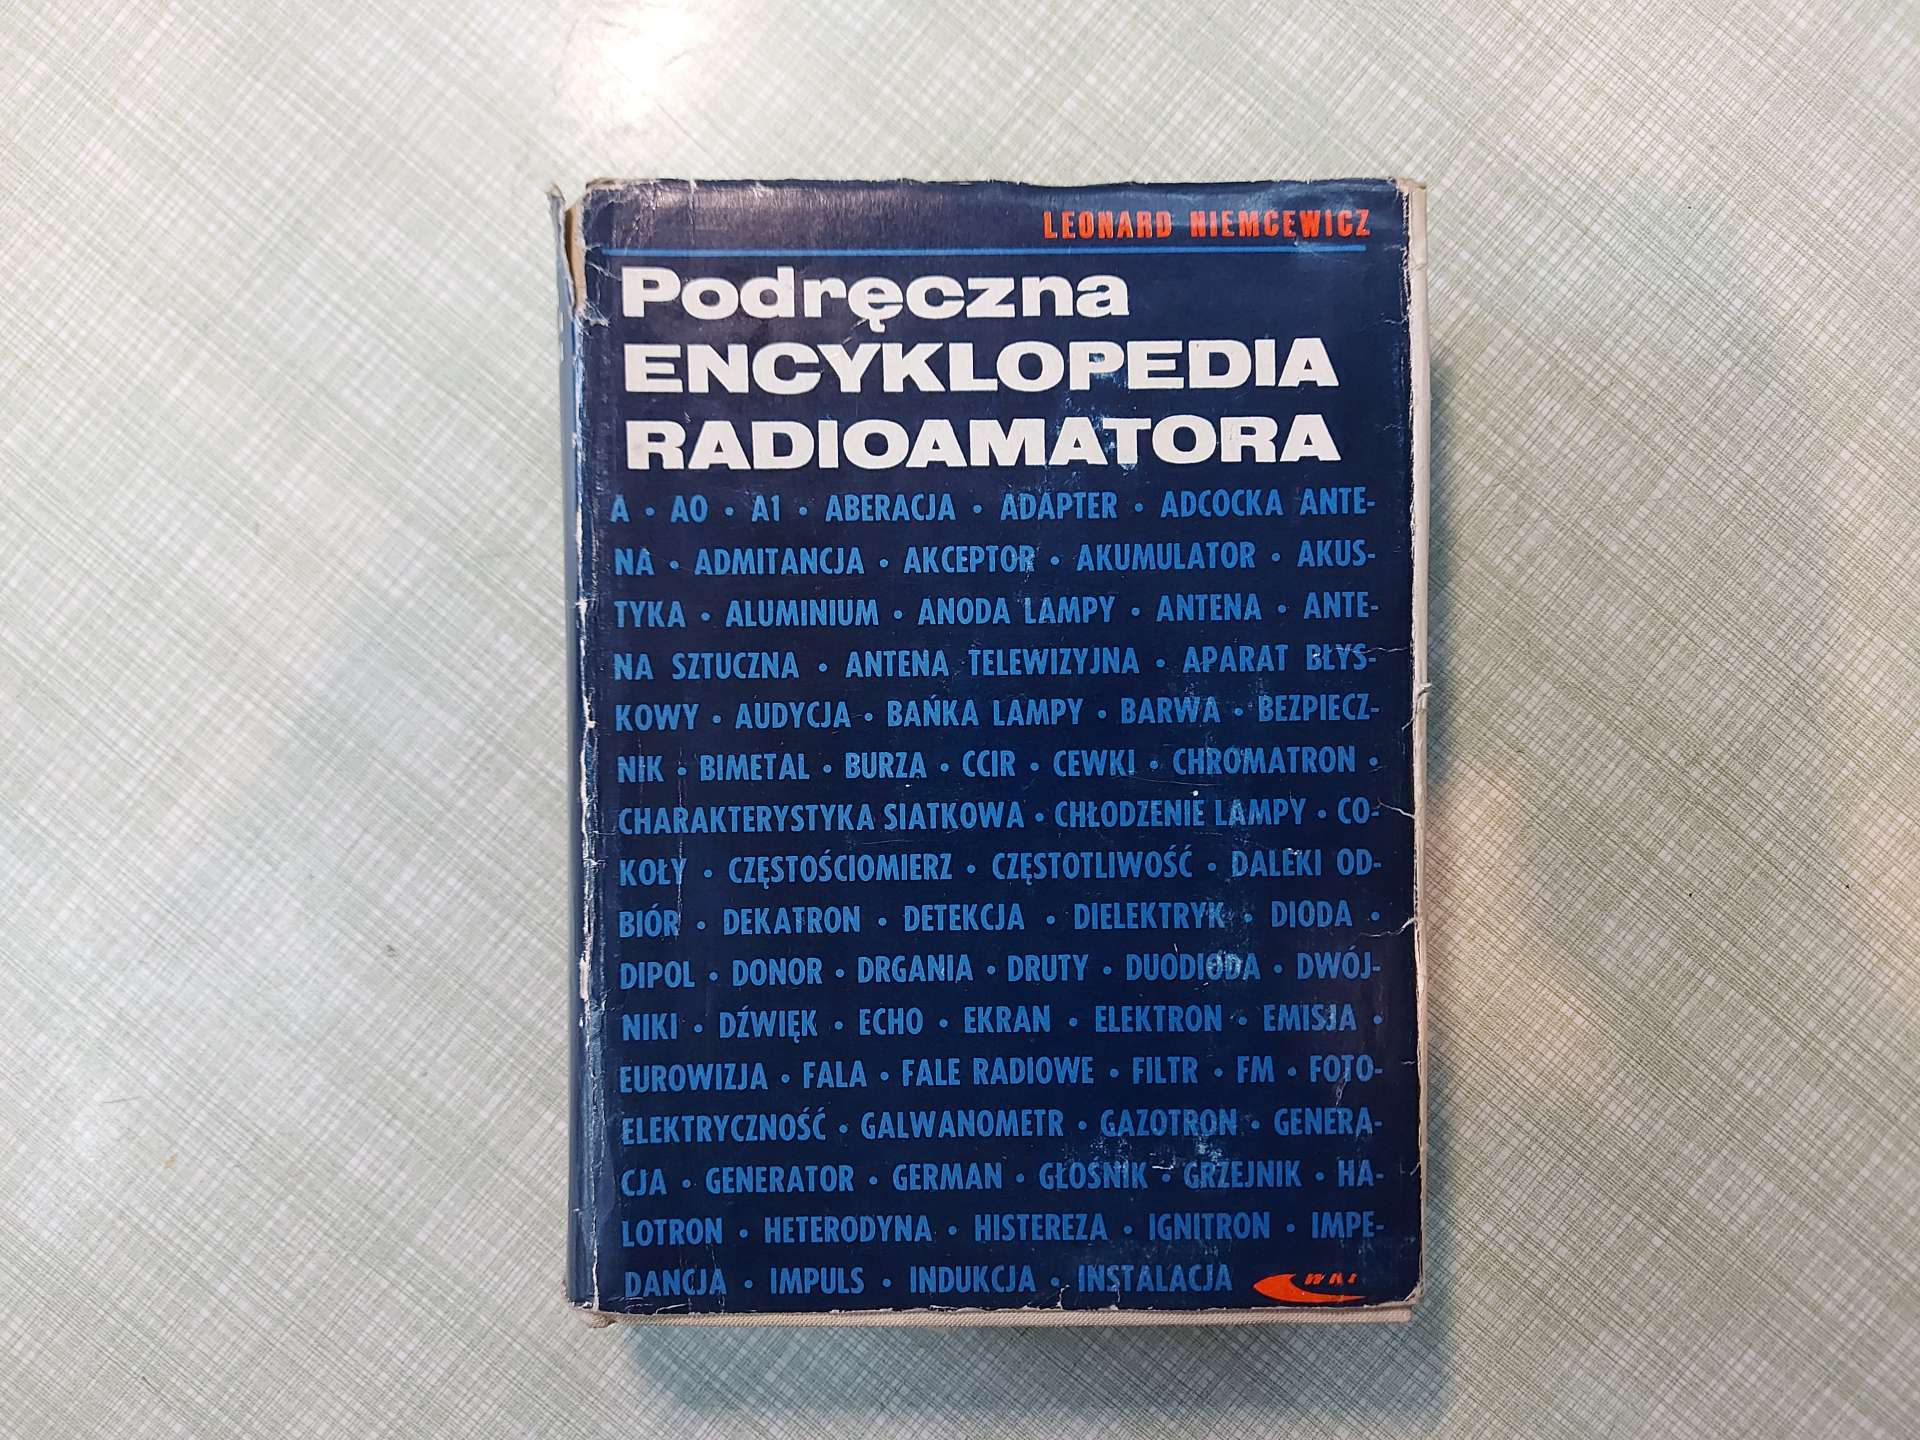 LEONARD NIEMCEWICZ
Podręczna
ENCYKLOPEDIA
RADIOAMATORA
A • A0 • A1 • ABERACJA • ADAPTER • ADCOCKA ANTE-
NA • ADMITANCJA • AKCEPTOR • AKUMULATOR • AKUS-
TYKA • ALUMINIUM • ANODA LAMPY • ANTENA • ANTE-
NA SZTUCZNA • ANTENA TELEWIZYJNA • APARAT BŁYS-
KOWY • AUDYCJA • BAŃKA LAMPY • BARWA • BEZPIECZ-
NIK • BIMETAL • BURZA • CCIR • CEWKI • CHROMATRON •
CHARAKTERYSTYKA SIATKOWA • CHŁODZENIE LAMPY • CO-
KOŁY • CZĘSTOŚCIOMIERZ • CZĘSTOTLIWOŚĆ • DALEKI OD-
BIÓR • DEKATRON • DETEKCJA • DIELEKTRYK • DIODA •
DIPOL • DONOR • DRGANIA • DRUTY • DUODIODA • DWÓJ-
NIKI • DŹWIĘK • ECHO • EKRAN • ELEKTRON • EMISJA •
EUROWIZJA • FALA • FALE RADIOWE • FILTR • FM • FOTO-
ELEKTRYCZNOŚĆ • GALWANOMETR • GAZOTRON • GENERA-
CJA • GENERATOR • GERMAN • GŁOŚNIK • GRZEJNIK • HA-
LOTRON • HETERODYNA • HISTEREZA • IGNITRON • IMPE-
DANCJA • IMPULS • INDUKCJA • INSTALACJA